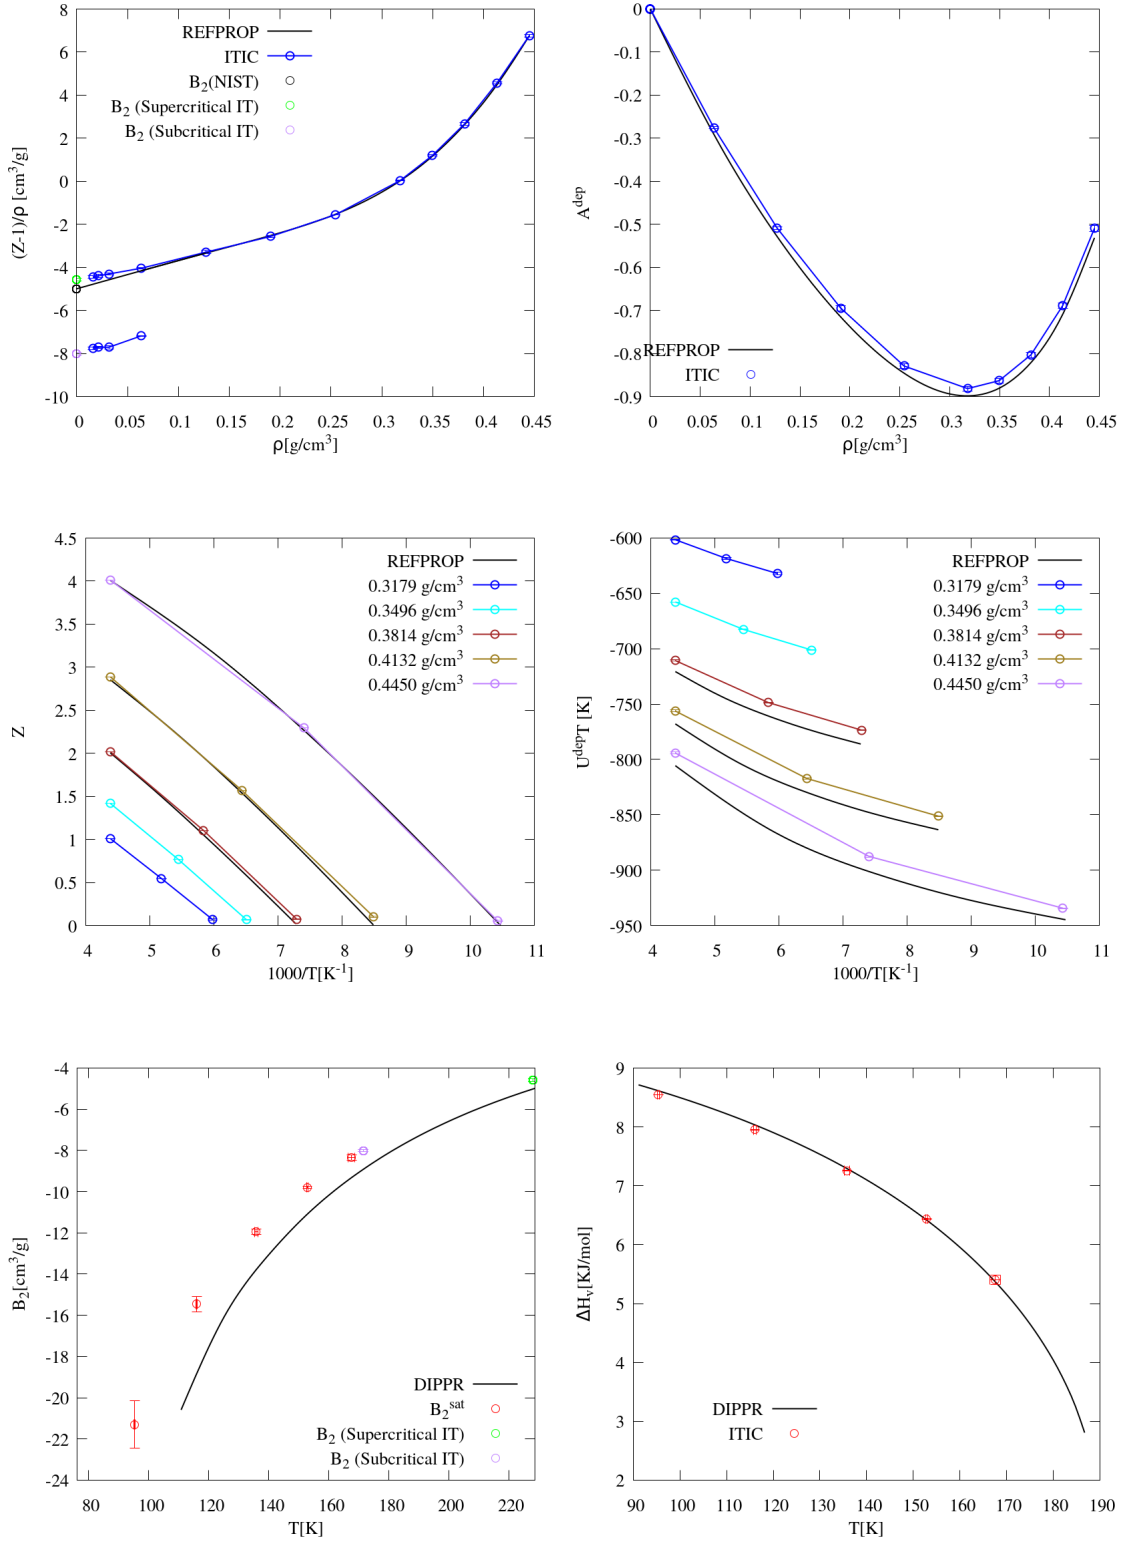 8
6
4
2
0
-2
-4
-6
-8
-10
(Z-1)/ρ [cm³/g]
REFPROP
ITIC
B₂(NIST)
B₂ (Supercritical IT)
B₂ (Subcritical IT)
0 0.05 0.1 0.15 0.2 0.25 0.3 0.35 0.4 0.45
ρ[g/cm³]
0
-0.1
-0.2
-0.3
-0.4
-0.5
-0.6
-0.7
-0.8
-0.9
A^dep
REFPROP
ITIC
0 0.05 0.1 0.15 0.2 0.25 0.3 0.35 0.4 0.45
ρ[g/cm³]
4.5
4
3.5
3
2.5
2
1.5
1
0.5
0
Z
REFPROP
0.3179 g/cm³
0.3496 g/cm³
0.3814 g/cm³
0.4132 g/cm³
0.4450 g/cm³
4 5 6 7 8 9 10 11
1000/T[K⁻¹]
-600
-650
-700
-750
-800
-850
-900
-950
U^dep T [K]
REFPROP
0.3179 g/cm³
0.3496 g/cm³
0.3814 g/cm³
0.4132 g/cm³
0.4450 g/cm³
4 5 6 7 8 9 10 11
1000/T[K⁻¹]
-4
-6
-8
-10
-12
-14
-16
-18
-20
-22
-24
B₂[cm³/g]
DIPPR
B₂^sat
B₂ (Supercritical IT)
B₂ (Subcritical IT)
80 100 120 140 160 180 200 220
T[K]
9
8
7
6
5
4
3
2
ΔHᵥ[KJ/mol]
DIPPR
ITIC
90 100 110 120 130 140 150 160 170 180 190
T[K]